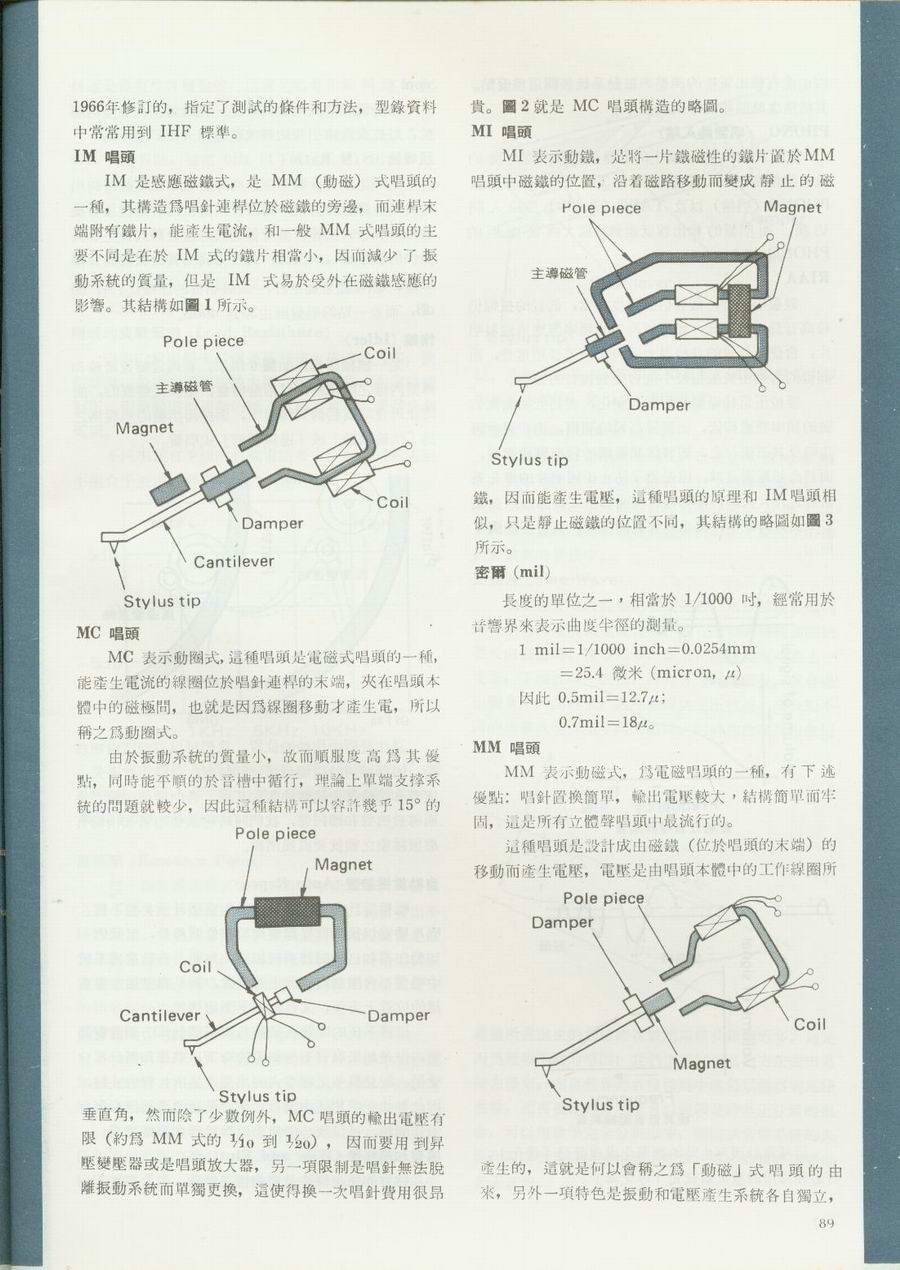 1966年修訂的，指定了測試的條件和方法，型錄資料
中常常用到 IHF 標準。
IM 唱頭
IM 是感應磁鐵式，是 MM （動磁） 式唱頭的
一種，其構造爲唱針連桿位於磁鐵的旁邊，而連桿末
端附有鐵片，能產生電流，和一般 MM 式唱頭的主
要不同是在於 IM 式的鐵片相當小，因而減少了振
動系統的質量，但是 IM 式易於受外在磁鐵感應的
影響。其結構如圖 1 所示。
Pole piece
Coil
主導磁管
Magnet
Coil
Damper
Cantilever
Stylus tip
MC 唱頭
MC 表示動圈式，這種唱頭是電磁式唱頭的一種，
能產生電流的線圈位於唱針連桿的末端，夾在唱頭本
體中的磁極間，也就是因爲線圈移動才產生電，所以
稱之爲動圈式。
由於振動系統的質量小，故而順服度高爲其優
點，同時能平順的於音槽中循行，理論上單端支撐系
統的問題就較少，因此這種結構可以容許幾乎 15° 的
Pole piece
Magnet
Coil
Cantilever
Damper
Stylus tip
垂直角，然而除了少數例外，MC 唱頭的輸出電壓有
限（約爲 MM 式的 1/10 到 1/20），因而要用到昇
壓變壓器或是唱頭放大器，另一項限制是唱針無法脫
離振動系統而單獨更換，這使得換一次唱針費用很昂
貴。圖 2 就是 MC 唱頭構造的略圖。
MI 唱頭
MI 表示動鐵，是將一片鐵磁性的鐵片置於MM
唱頭中磁鐵的位置，沿着磁路移動而變成靜止的磁
Pole piece
Magnet
主導磁管
Damper
Stylus tip
鐵，因而能產生電壓，這種唱頭的原理和 IM唱頭相
似，只是靜止磁鐵的位置不同，其結構的略圖如圖 3
所示。
密爾 (mil)
長度的單位之一，相當於 1/1000 吋，經常用於
音響界來表示曲度半徑的測量。
1 mil=1/1000 inch=0.0254mm
=25.4 微米 (micron, μ)
因此 0.5mil=12.7μ;
0.7mil=18μ。
MM 唱頭
MM 表示動磁式，爲電磁唱頭的一種，有下述
優點：唱針置換簡單，輸出電壓較大，結構簡單而牢
固，這是所有立體聲唱頭中最流行的。
這種唱頭是設計成由磁鐵（位於唱頭的末端）的
移動而產生電壓，電壓是由唱頭本體中的工作線圈所
Pole piece
Damper
Coil
Magnet
Stylus tip
產生的，這就是何以會稱之爲「動磁」式唱頭的由
來，另外一項特色是振動和電壓產生系統各自獨立，
89